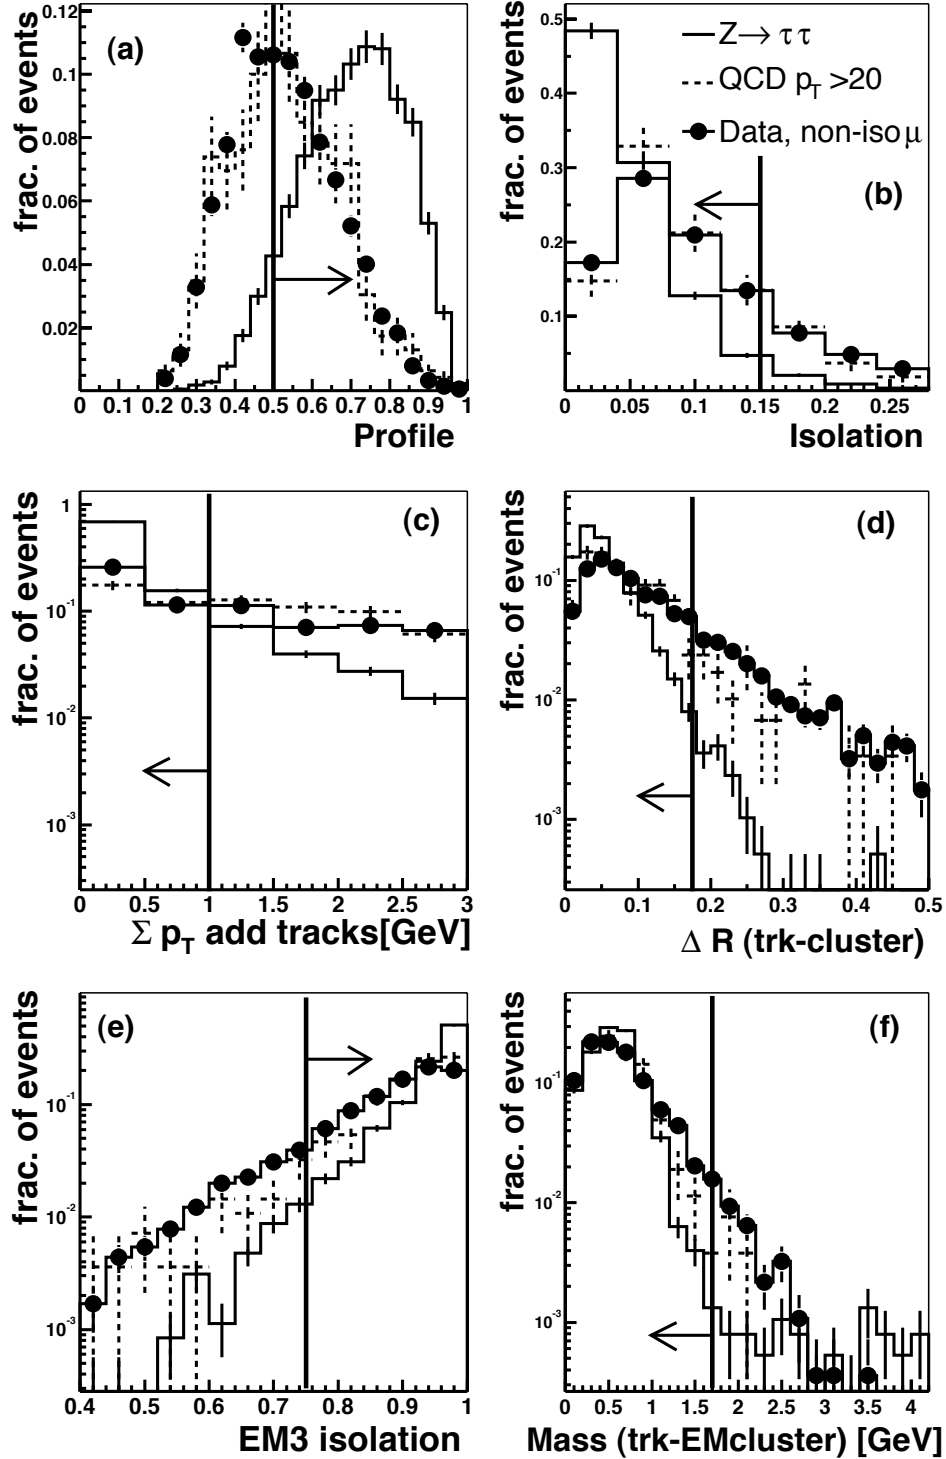 0.12
0.1
0.08
0.06
0.04
0.02
frac. of events
(a)
0 0.1 0.2 0.3 0.4 0.5 0.6 0.7 0.8 0.9 1
Profile
0.5
0.4
0.3
0.2
0.1
frac. of events
Z→ τ τ
QCD p_T >20
Data, non-iso μ
(b)
0 0.05 0.1 0.15 0.2 0.25
Isolation
1
10^-1
10^-2
10^-3
frac. of events
(c)
0 0.5 1 1.5 2 2.5 3
Σ p_T add tracks[GeV]
10^-1
10^-2
10^-3
frac. of events
(d)
0 0.1 0.2 0.3 0.4 0.5
Δ R (trk-cluster)
10^-1
10^-2
10^-3
frac. of events
(e)
0.4 0.5 0.6 0.7 0.8 0.9 1
EM3 isolation
10^-1
10^-2
10^-3
frac. of events
(f)
0 0.5 1 1.5 2 2.5 3 3.5 4
Mass (trk-EMcluster) [GeV]